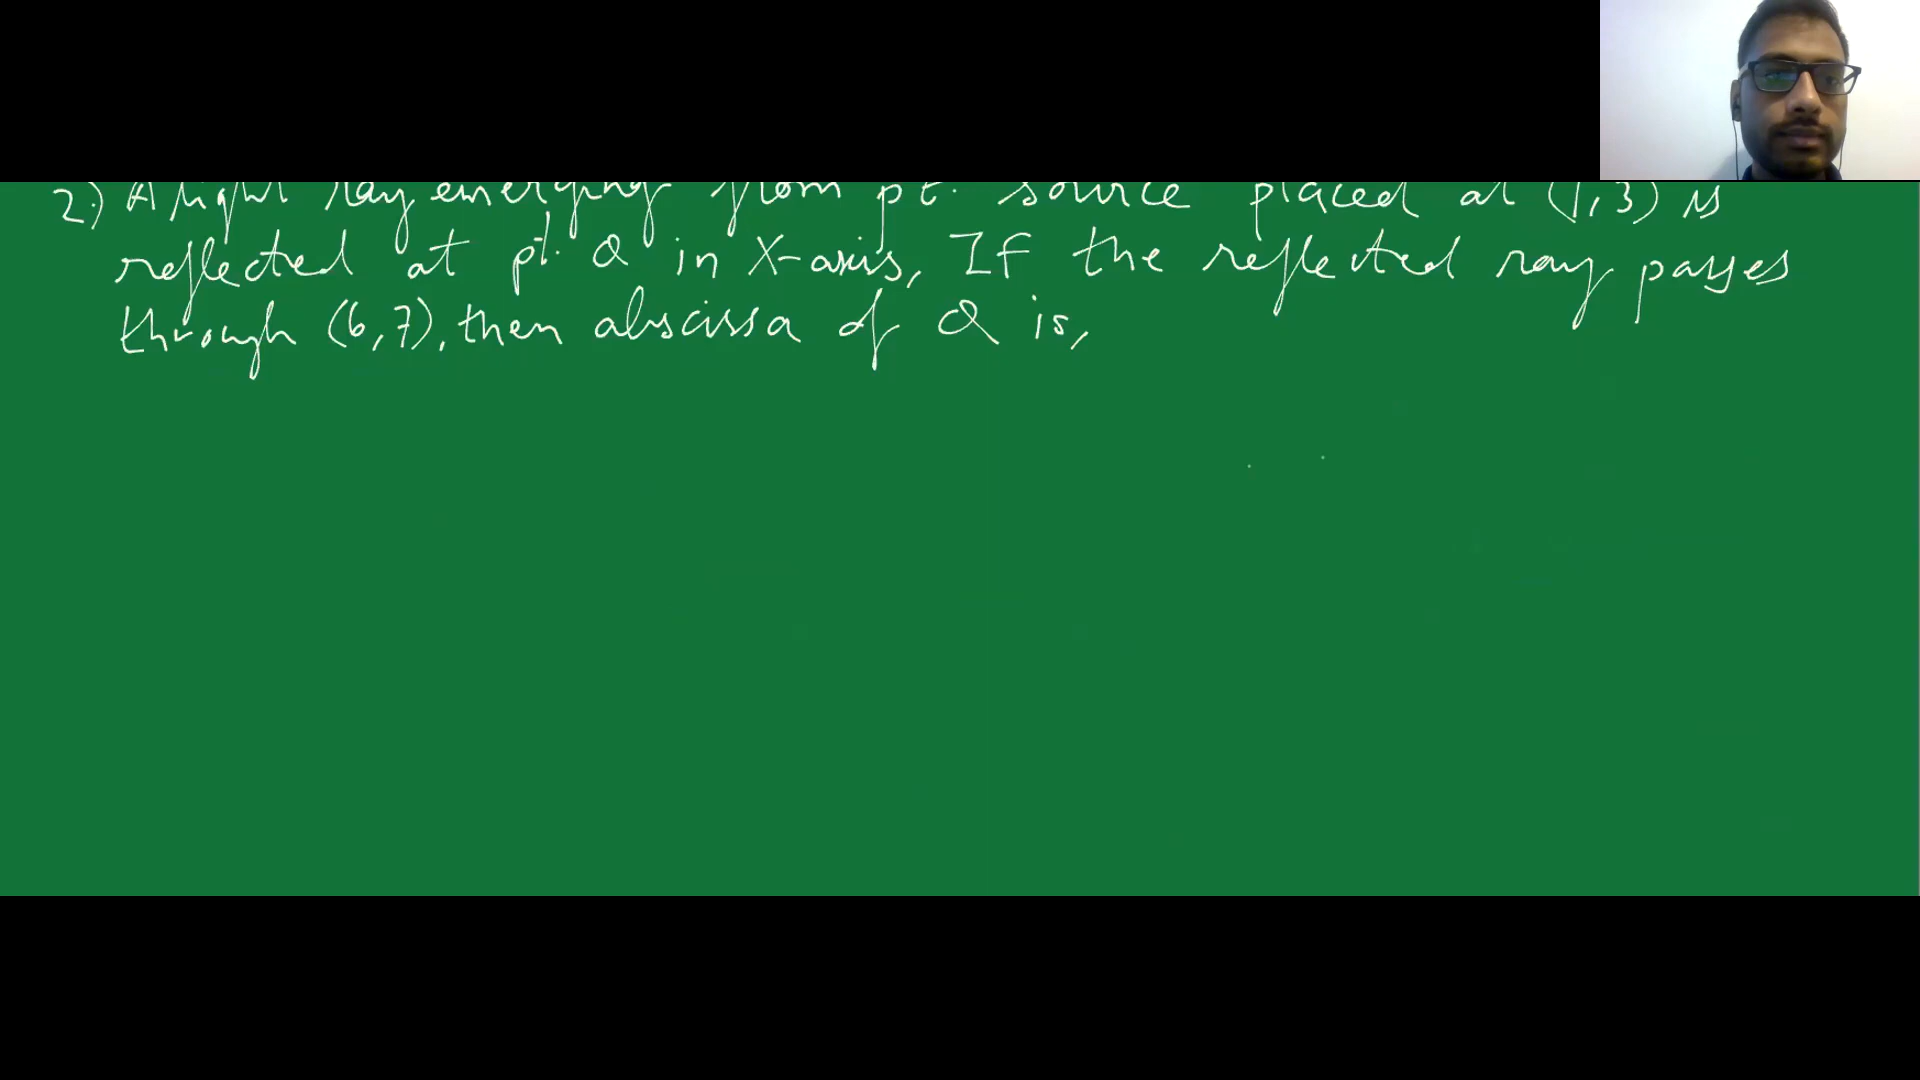 2.) A light ray emerging from pt. source placed at (1,3) is
reflected at pt. Q in X-axis, If the reflected ray passes
through (6,7), then abscissa of Q is,